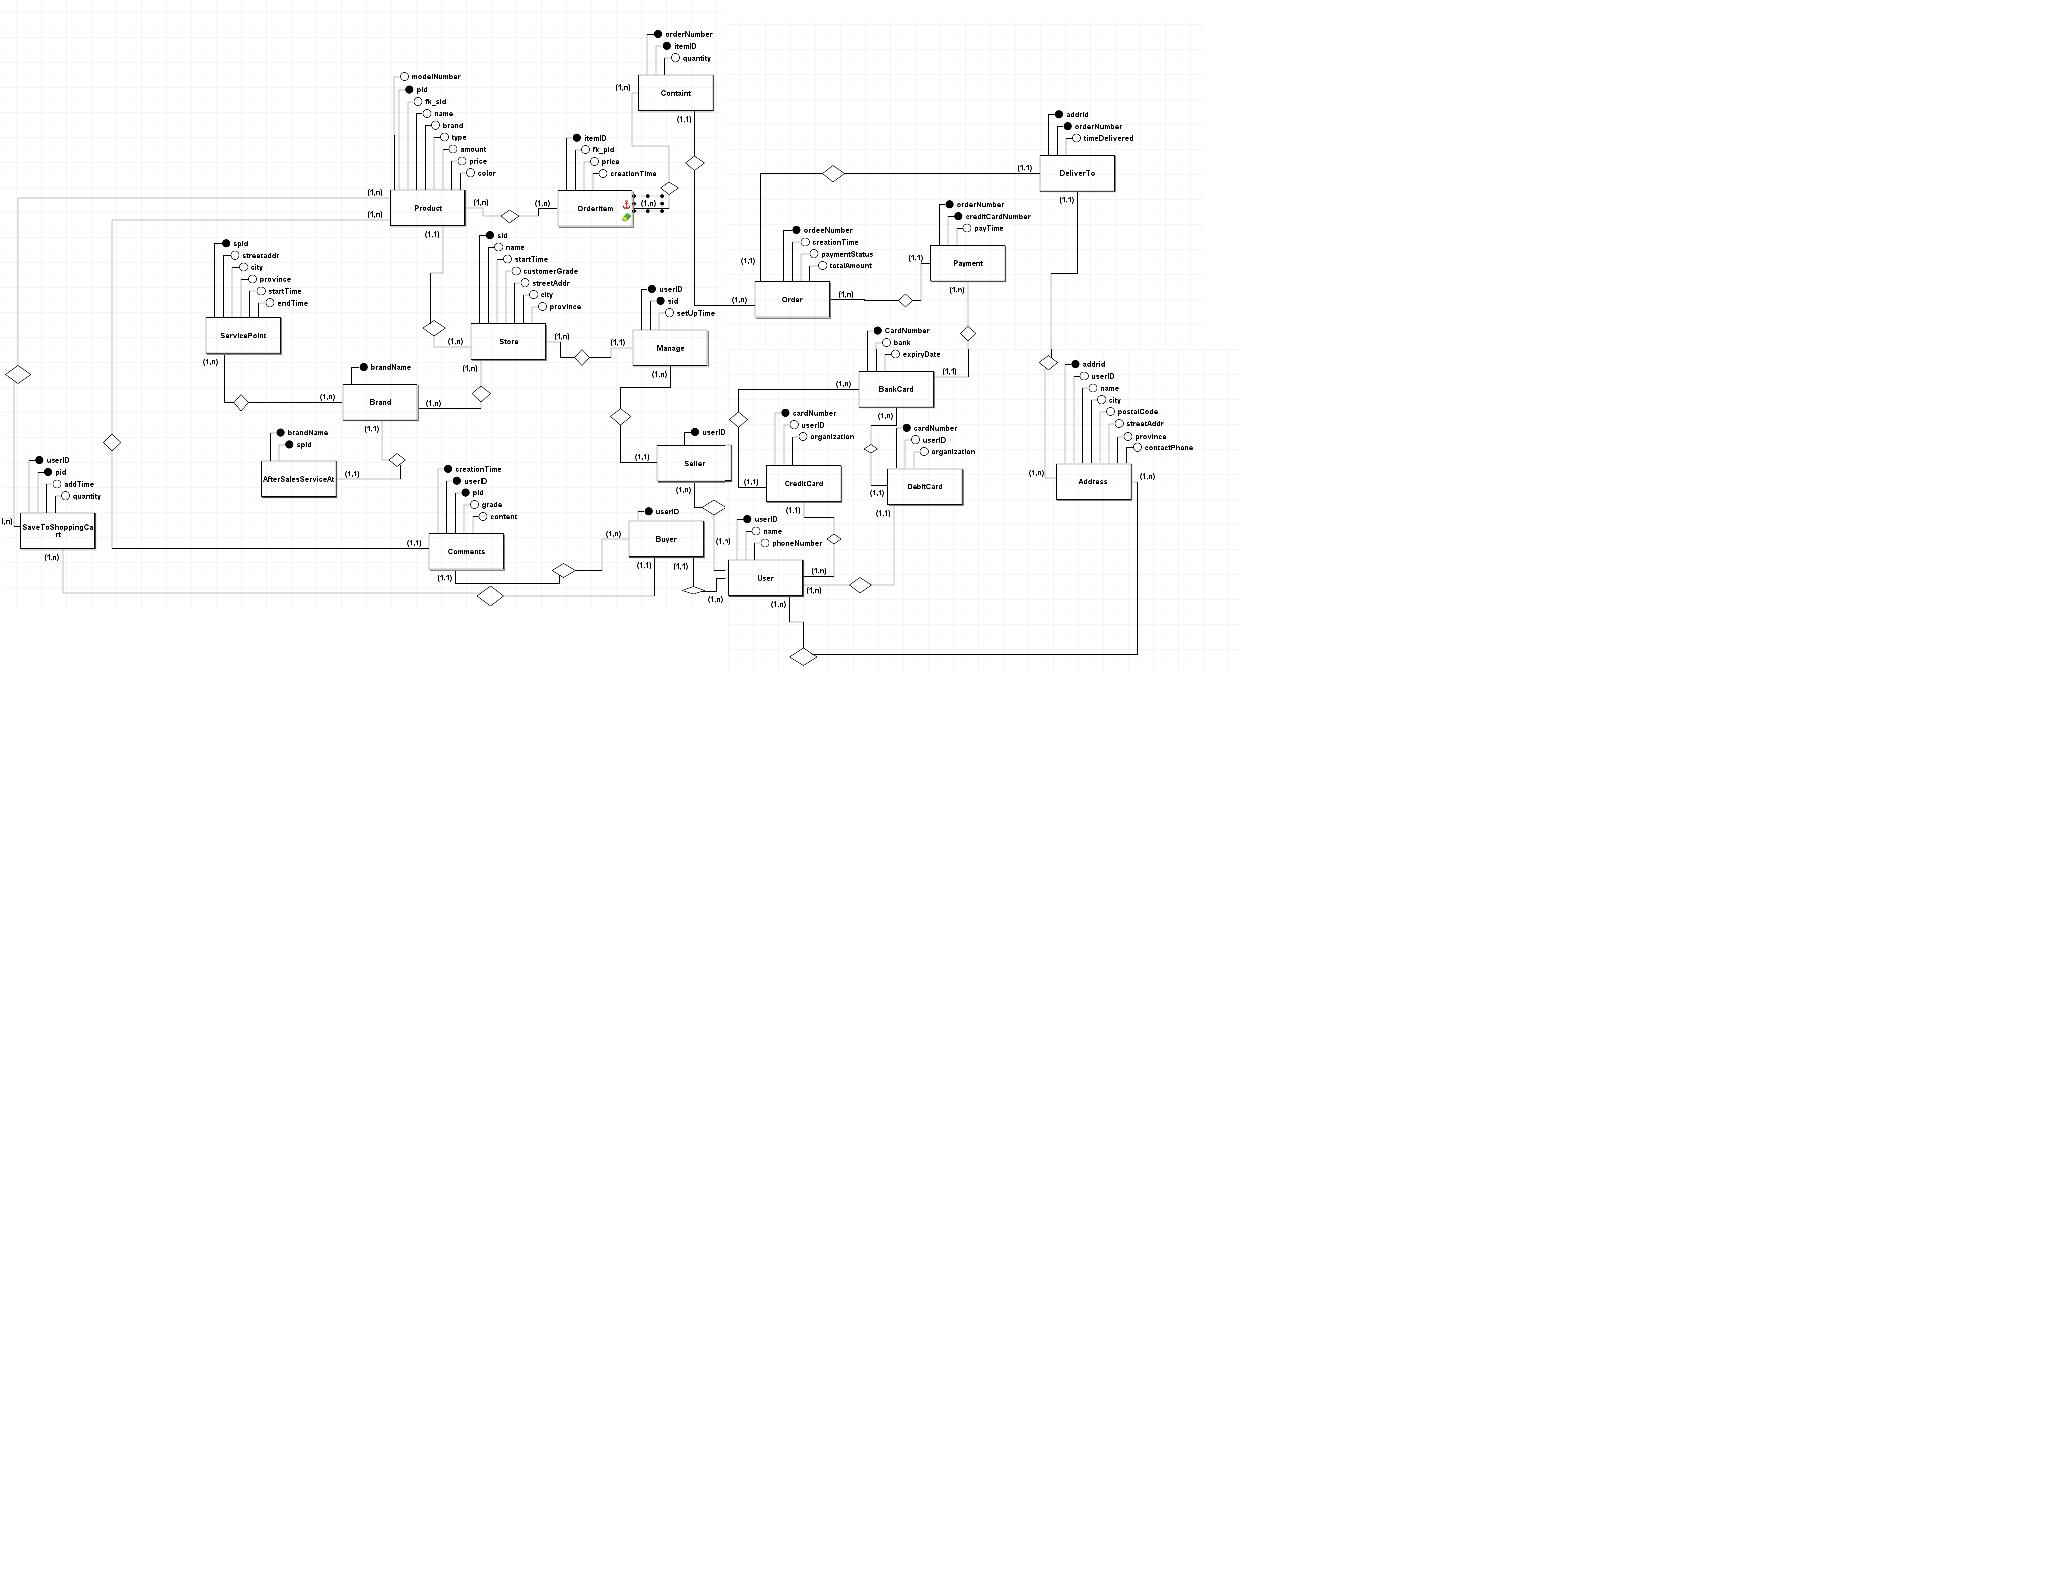 orderNumber
itemID
quantity
(1,n)
Containt
(1,1)
modelNumber
pid
fk_sid
name
brand
type
amount
price
color
(1,n)
(1,n)
Product
(1,n)
(1,1)
itemID
fk_pid
price
creationTime
(1,n)
OrderItem
(1,n)
addrid
orderNumber
timeDelivered
(1,1)
DeliverTo
(1,1)
orderNumber
creditCardNumber
payTime
(1,1)
Payment
(1,n)
ordeeNumber
creationTime
paymentStatus
totalAmount
(1,1)
(1,n)
Order
(1,n)
spid
streetaddr
city
province
startTime
endTime
ServicePoint
(1,n)
sid
name
startTime
customerGrade
streetAddr
city
province
(1,n)
Store
(1,n)
(1,n)
userID
sid
setUpTime
(1,1)
Manage
(1,n)
CardNumber
bank
expiryDate
(1,n)
BankCard
(1,1)
(1,n)
brandName
(1,n)
Brand
(1,n)
(1,1)
brandName
spid
AfterSalesServiceAt
(1,1)
addrid
userID
name
city
postalCode
streetAddr
province
contactPhone
(1,n)
Address
(1,n)
userID
Seller
(1,1)
(1,n)
cardNumber
userID
organization
(1,1)
CreditCard
(1,1)
cardNumber
userID
organization
(1,1)
DebitCard
(1,1)
userID
pid
addTime
quantity
SaveToShoppingCa
rt
(1,n)
creationTime
userID
pid
grade
content
(1,1)
Comments
(1,1)
userID
(1,n)
Buyer
(1,1)
(1,1)
userID
name
phoneNumber
(1,n)
User
(1,n)
(1,n)
(1,n)
(1,n)